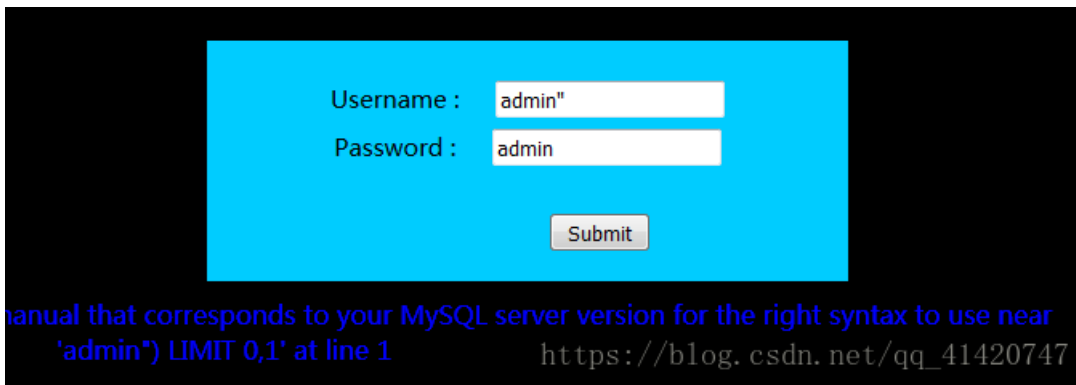 Username : admin"
Password : admin
Submit
manual that corresponds to your MySQL server version for the right syntax to use near
'admin") LIMIT 0,1' at line 1
https://blog.csdn.net/qq_41420747